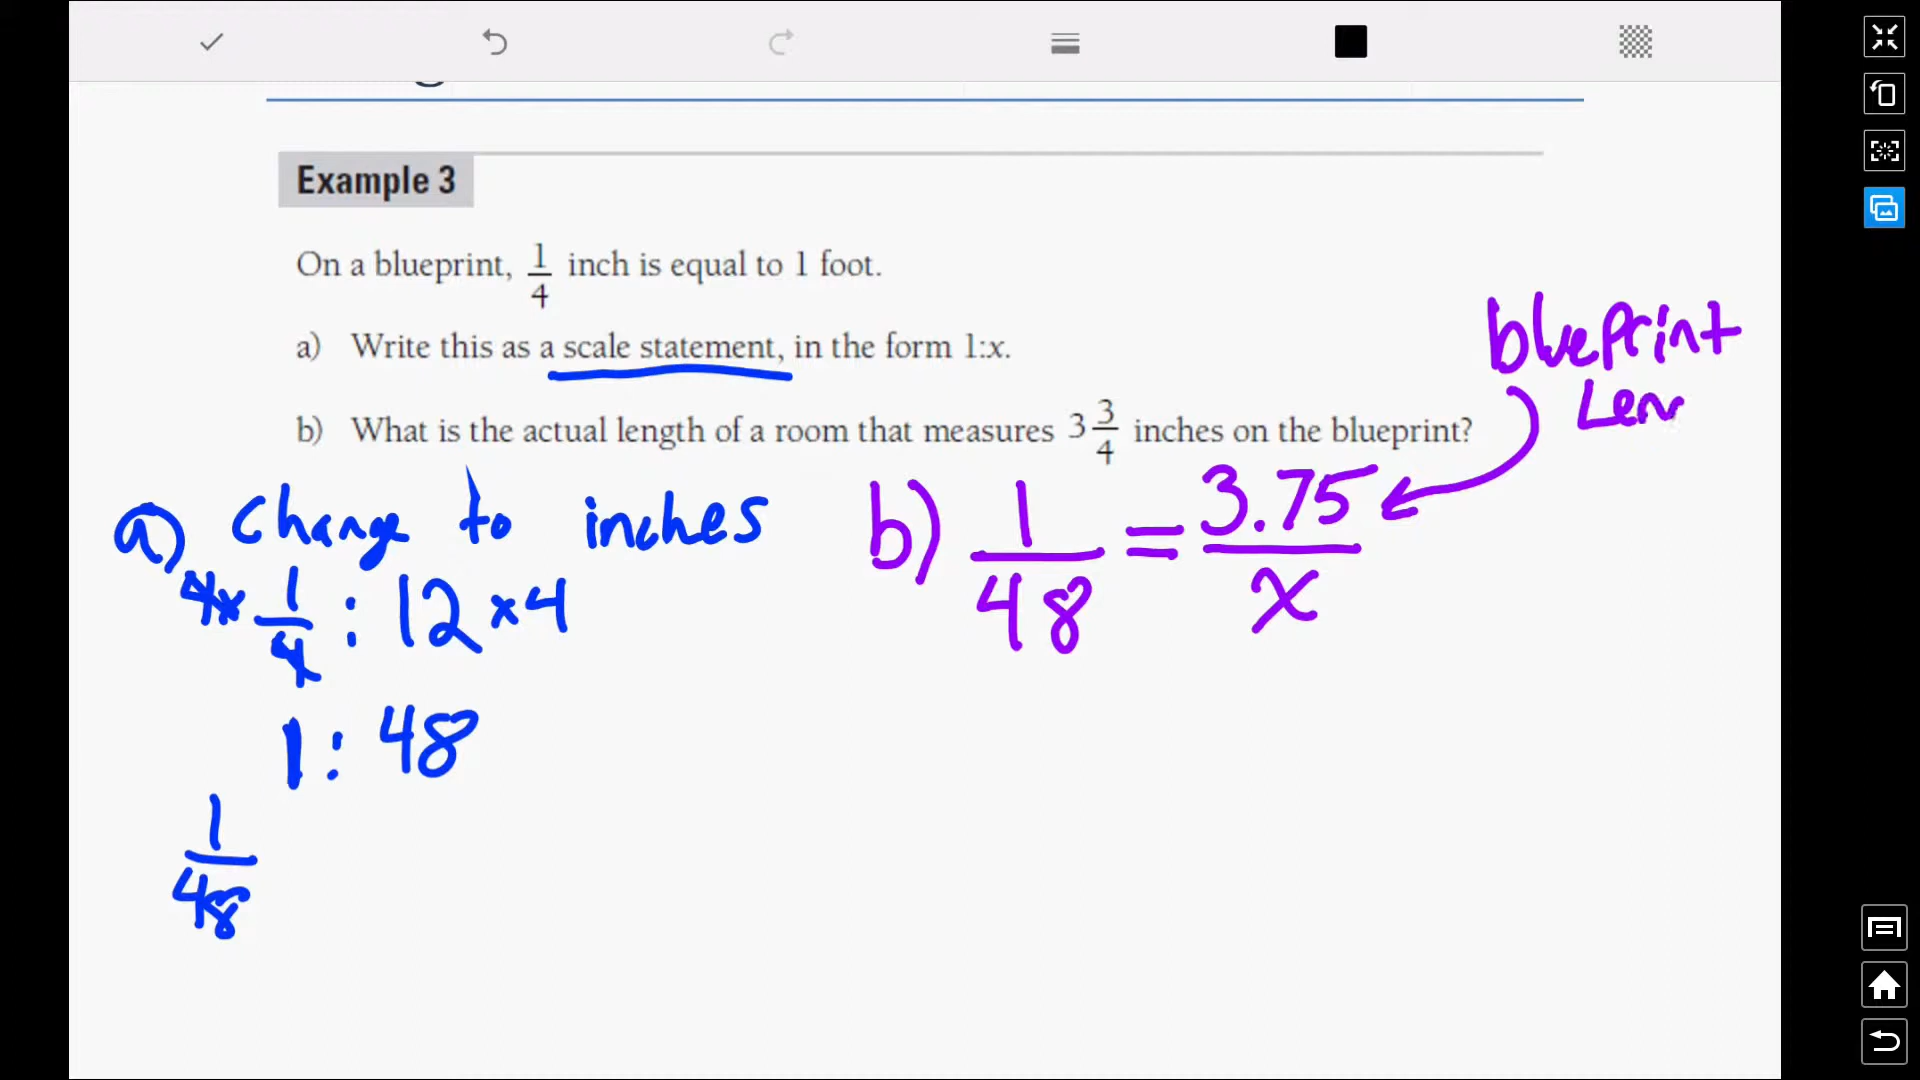 Example 3
On a blueprint, 1/4 inch is equal to 1 foot.
a) Write this as a scale statement, in the form 1:x.
b) What is the actual length of a room that measures 3 3/4 inches on the blueprint?
blueprint
Len
a) change to inches
4x 1/4 : 12 x 4
1 : 48
1/48
b) 1/48 = 3.75/x